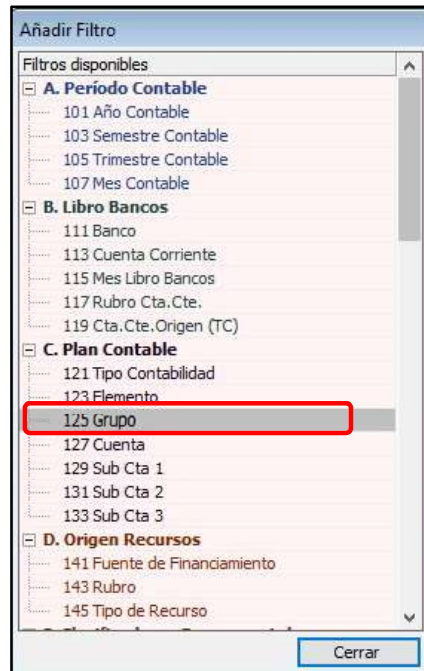 Añadir Filtro
Filtros disponibles
A. Período Contable
101 Año Contable
103 Semestre Contable
105 Trimestre Contable
107 Mes Contable
B. Libro Bancos
111 Banco
113 Cuenta Corriente
115 Mes Libro Bancos
117 Rubro Cta.Cte.
119 Cta.Cte.Origen (TC)
C. Plan Contable
121 Tipo Contabilidad
123 Elemento
125 Grupo
127 Cuenta
129 Sub Cta 1
131 Sub Cta 2
133 Sub Cta 3
D. Origen Recursos
141 Fuente de Financiamiento
143 Rubro
145 Tipo de Recurso
Cerrar